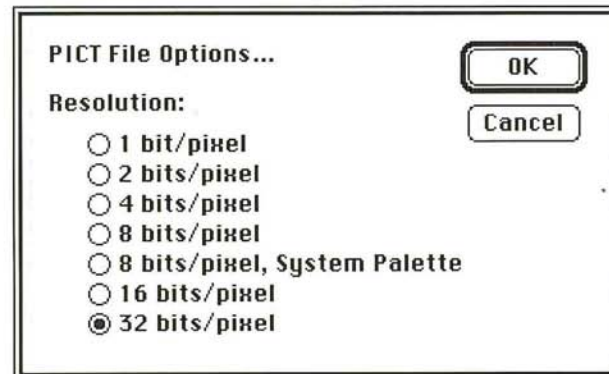 PICT File Options...
OK
Resolution:
Cancel
1 bit/pixel
2 bits/pixel
4 bits/pixel
8 bits/pixel
8 bits/pixel, System Palette
16 bits/pixel
32 bits/pixel